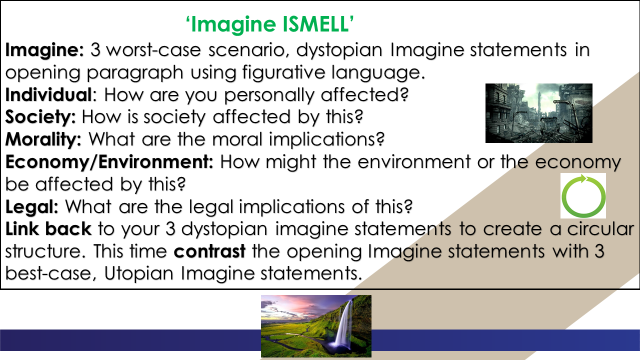 ‘Imagine ISMELL’
Imagine: 3 worst-case scenario, dystopian Imagine statements in
opening paragraph using figurative language.
Individual: How are you personally affected?
Society: How is society affected by this?
Morality: What are the moral implications?
Economy/Environment: How might the environment or the economy
be affected by this?
Legal: What are the legal implications of this?
Link back to your 3 dystopian imagine statements to create a circular
structure. This time contrast the opening Imagine statements with 3
best-case, Utopian Imagine statements.